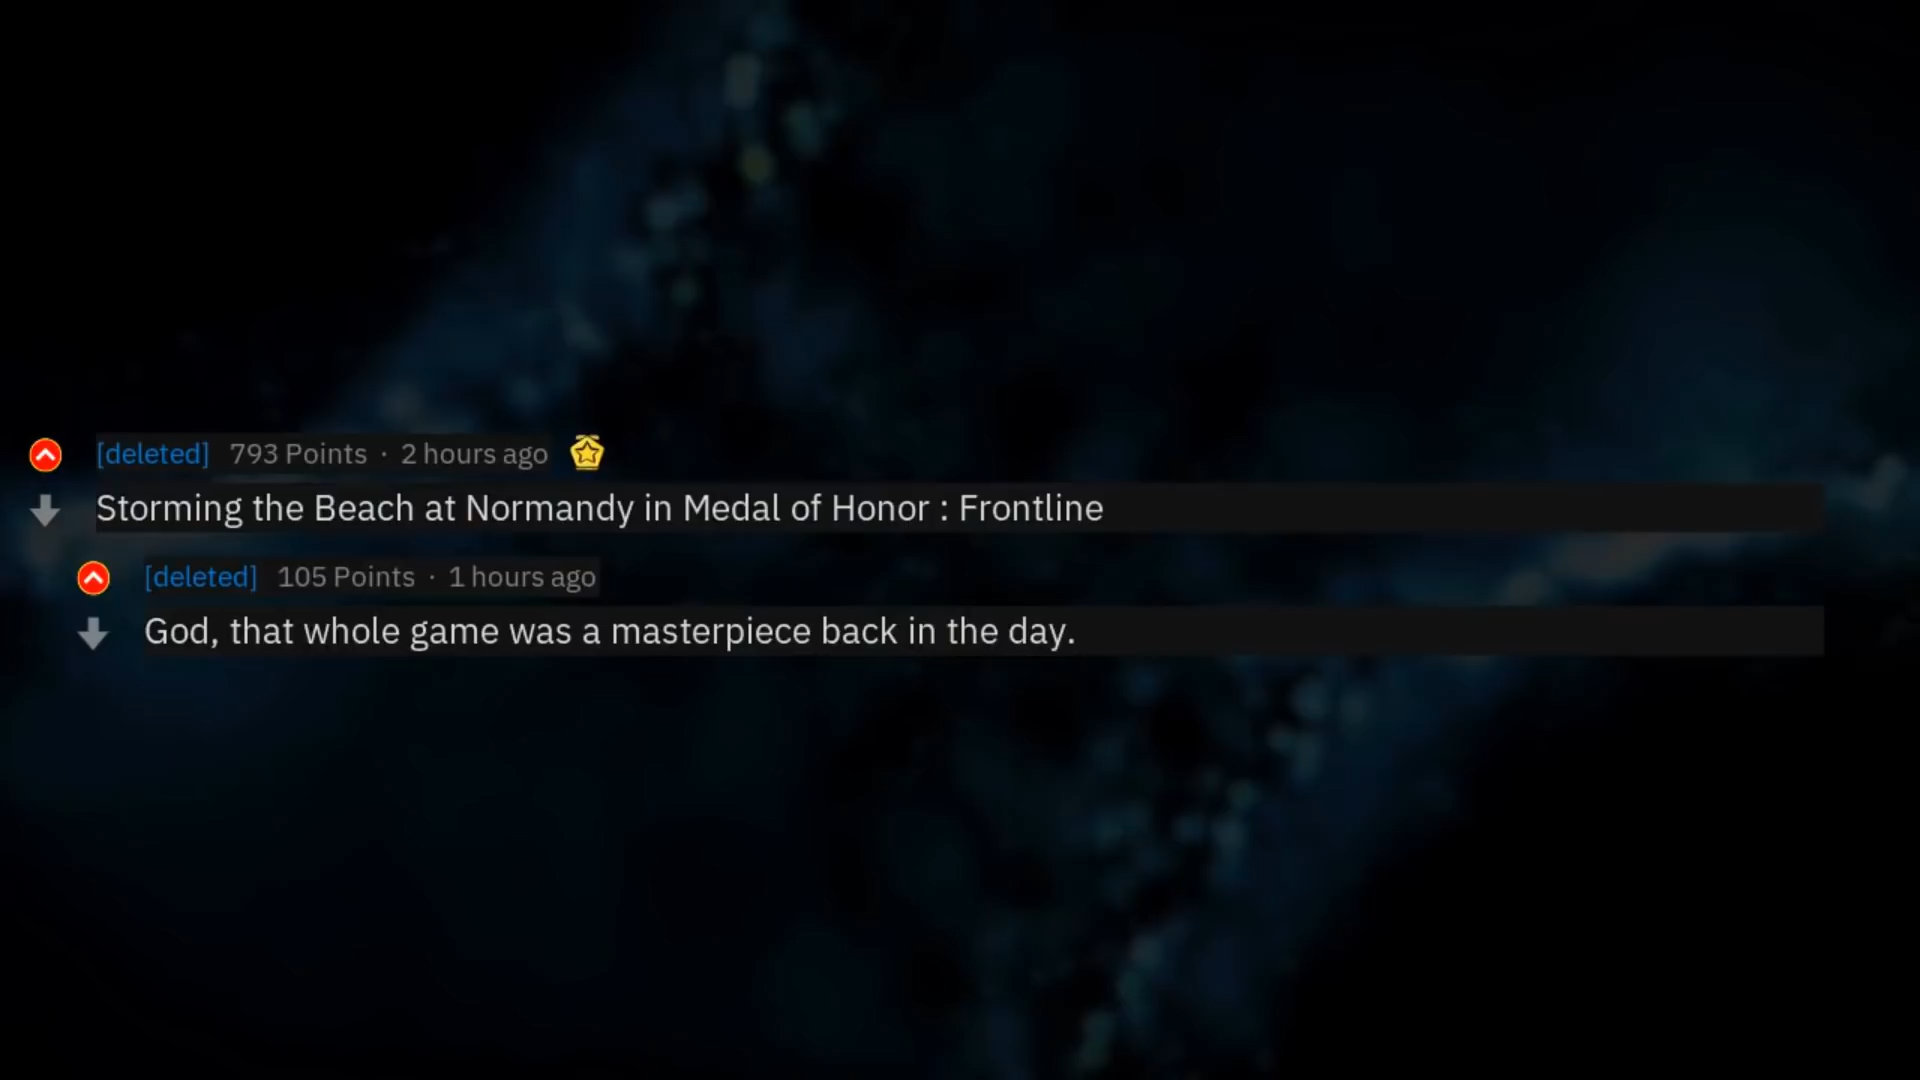 [deleted] 793 Points · 2 hours ago
Storming the Beach at Normandy in Medal of Honor : Frontline
[deleted] 105 Points · 1 hours ago
God, that whole game was a masterpiece back in the day.